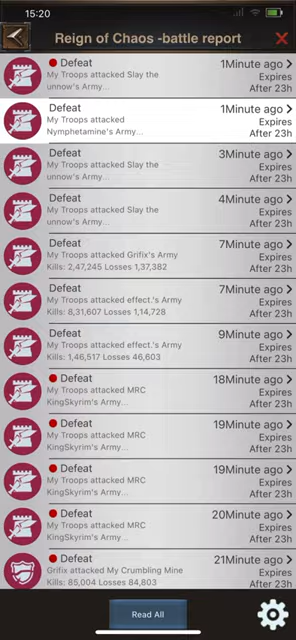 15:20
Reign of Chaos -battle report
Defeat 1Minute ago
My Troops attacked Slay the Expires
unnow's Army... After 23h
Defeat 1Minute ago
My Troops attacked Expires
Nymphetamine's Army... After 23h
Defeat 3Minute ago
My Troops attacked Slay the Expires
unnow's Army... After 23h
Defeat 4Minute ago
My Troops attacked Slay the Expires
unnow's Army... After 23h
Defeat 7Minute ago
My Troops attacked Grifix's Army Expires
Kills: 2,47,245 Losses 1,37,382 After 23h
Defeat 7Minute ago
My Troops attacked effect.'s Army Expires
Kills: 8,31,607 Losses 1,14,728 After 23h
Defeat 9Minute ago
My Troops attacked effect.'s Army Expires
Kills: 1,46,517 Losses 46,603 After 23h
Defeat 18Minute ago
My Troops attacked MRC Expires
KingSkyrim's Army... After 23h
Defeat 19Minute ago
My Troops attacked MRC Expires
KingSkyrim's Army... After 23h
Defeat 19Minute ago
My Troops attacked MRC Expires
KingSkyrim's Army... After 23h
Defeat 20Minute ago
My Troops attacked MRC Expires
KingSkyrim's Army... After 23h
Defeat 21Minute ago
Grifix attacked My Crumbling Mine Expires
Kills: 85,004 Losses 84,803 After 23h
Read All